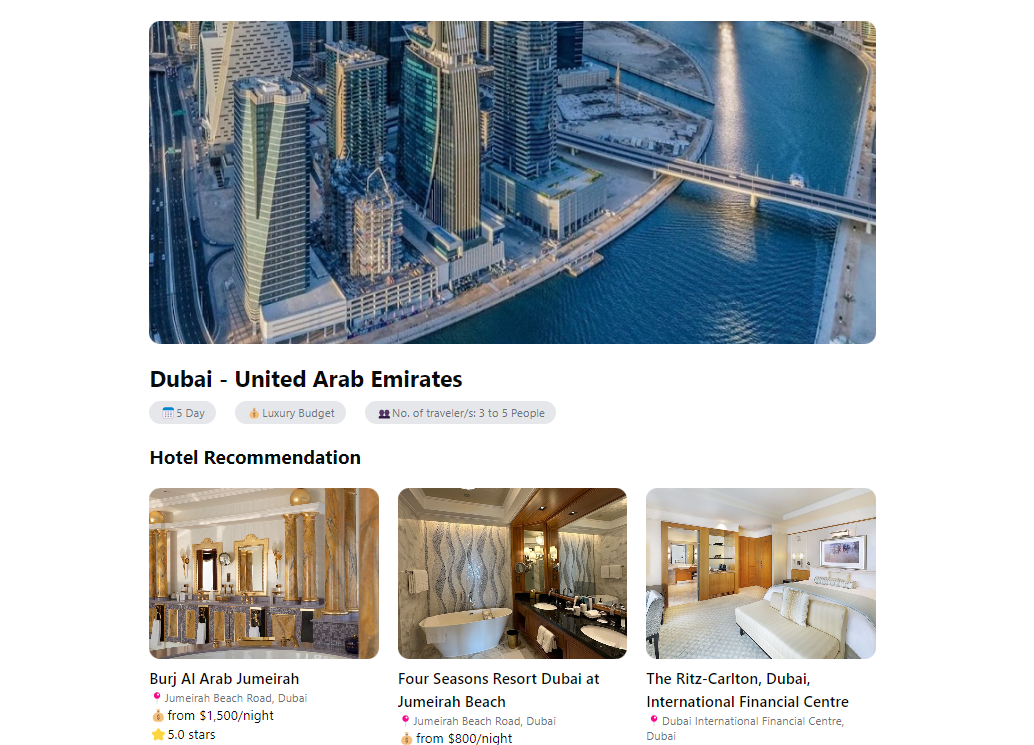 Dubai - United Arab Emirates
5 Day
Luxury Budget
No. of traveler/s: 3 to 5 People
Hotel Recommendation
Burj Al Arab Jumeirah
Jumeirah Beach Road, Dubai
from $1,500/night
5.0 stars
Four Seasons Resort Dubai at
Jumeirah Beach
Jumeirah Beach Road, Dubai
from $800/night
The Ritz-Carlton, Dubai,
International Financial Centre
Dubai International Financial Centre,
Dubai